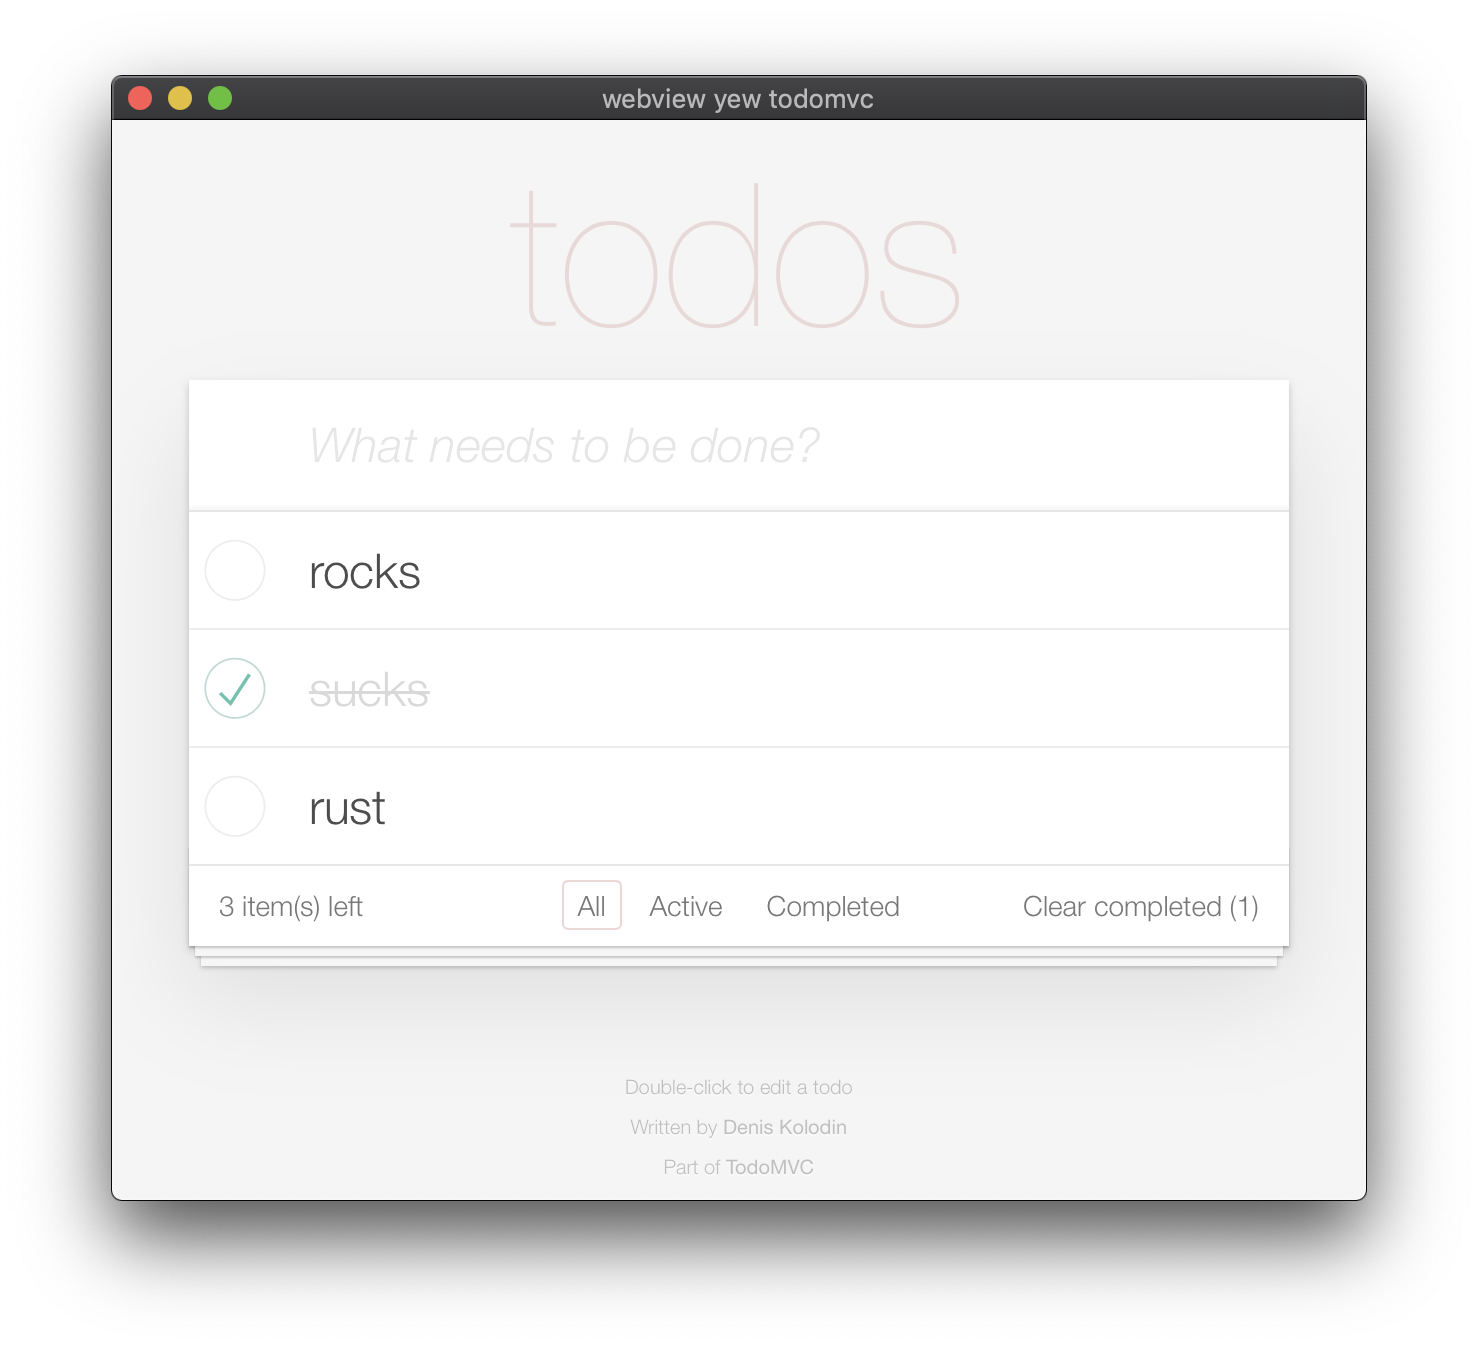 webview yew todomvc
todos
What needs to be done?
rocks
sucks
rust
3 item(s) left All Active Completed Clear completed (1)
Double-click to edit a todo
Written by Denis Kolodin
Part of TodoMVC